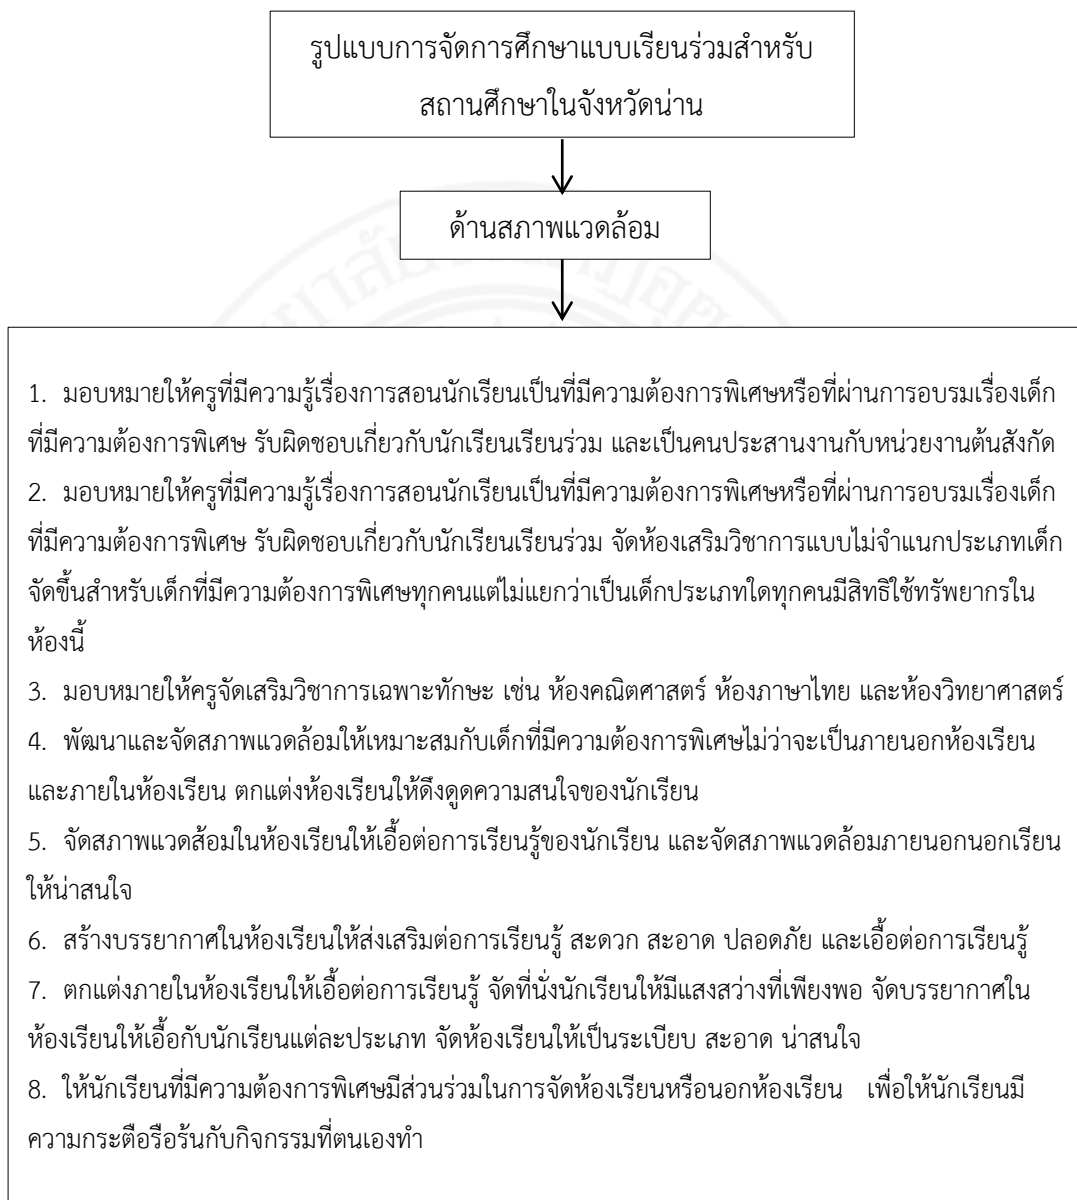 รูปแบบการจัดการศึกษาแบบเรียนร่วมสำหรับ
สถานศึกษาในจังหวัดน่าน
ด้านสภาพแวดล้อม
1. มอบหมายให้ครูที่มีความรู้เรื่องการสอนนักเรียนเป็นที่มีความต้องการพิเศษหรือที่ผ่านการอบรมเรื่องเด็ก
ที่มีความต้องการพิเศษ รับผิดชอบเกี่ยวกับนักเรียนเรียนร่วม และเป็นคนประสานงานกับหน่วยงานต้นสังกัด
2. มอบหมายให้ครูที่มีความรู้เรื่องการสอนนักเรียนเป็นที่มีความต้องการพิเศษหรือที่ผ่านการอบรมเรื่องเด็ก
ที่มีความต้องการพิเศษ รับผิดชอบเกี่ยวกับนักเรียนเรียนร่วม จัดห้องเสริมวิชาการแบบไม่จำแนกประเภทเด็ก
จัดขึ้นสำหรับเด็กที่มีความต้องการพิเศษทุกคนแต่ไม่แยกว่าเป็นเด็กประเภทใดทุกคนมีสิทธิใช้ทรัพยากรใน
ห้องนี้
3. มอบหมายให้ครูจัดเสริมวิชาการเฉพาะทักษะ เช่น ห้องคณิตศาสตร์ ห้องภาษาไทย และห้องวิทยาศาสตร์
4. พัฒนาและจัดสภาพแวดล้อมให้เหมาะสมกับเด็กที่มีความต้องการพิเศษไม่ว่าจะเป็นภายนอกห้องเรียน
และภายในห้องเรียน ตกแต่งห้องเรียนให้ดึงดูดความสนใจของนักเรียน
5. จัดสภาพแวดส้อมในห้องเรียนให้เอื้อต่อการเรียนรู้ของนักเรียน และจัดสภาพแวดล้อมภายนอกนอกเรียน
ให้น่าสนใจ
6. สร้างบรรยากาศในห้องเรียนให้ส่งเสริมต่อการเรียนรู้ สะดวก สะอาด ปลอดภัย และเอื้อต่อการเรียนรู้
7. ตกแต่งภายในห้องเรียนให้เอื้อต่อการเรียนรู้ จัดที่นั่งนักเรียนให้มีแสงสว่างที่เพียงพอ จัดบรรยากาศใน
ห้องเรียนให้เอื้อกับนักเรียนแต่ละประเภท จัดห้องเรียนให้เป็นระเบียบ สะอาด น่าสนใจ
8. ให้นักเรียนที่มีความต้องการพิเศษมีส่วนร่วมในการจัดห้องเรียนหรือนอกห้องเรียน เพื่อให้นักเรียนมี
ความกระตือรือร้นกับกิจกรรมที่ตนเองทำ